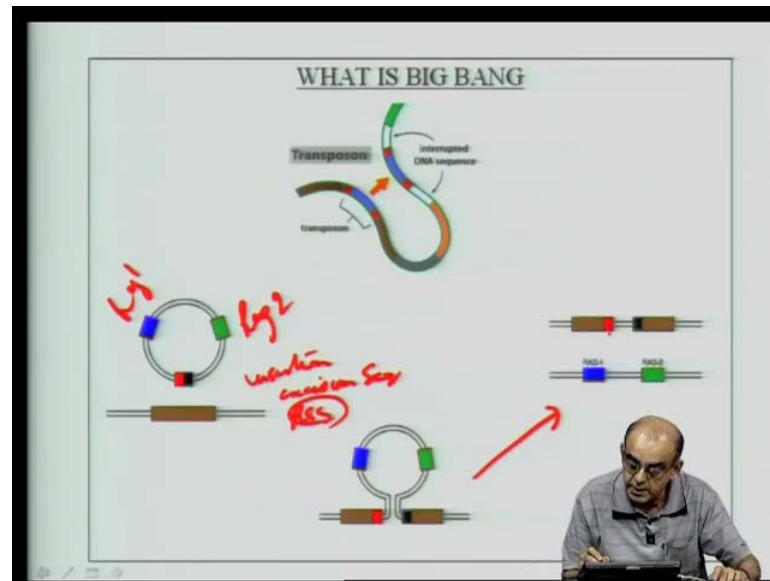 WHAT IS BIG BANG
Transposon
interrupted
DNA sequence
transposon
Rag1
Rag2
insertion
excision Seq
RSS
RAG-1
RAG-2